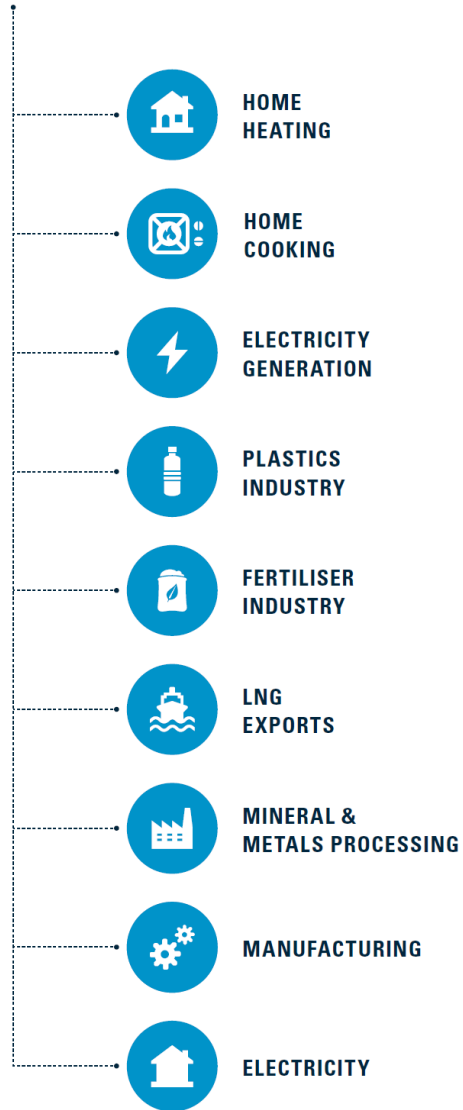 HOME
HEATING
HOME
COOKING
ELECTRICITY
GENERATION
PLASTICS
INDUSTRY
FERTILISER
INDUSTRY
LNG
EXPORTS
MINERAL &
METALS PROCESSING
MANUFACTURING
ELECTRICITY